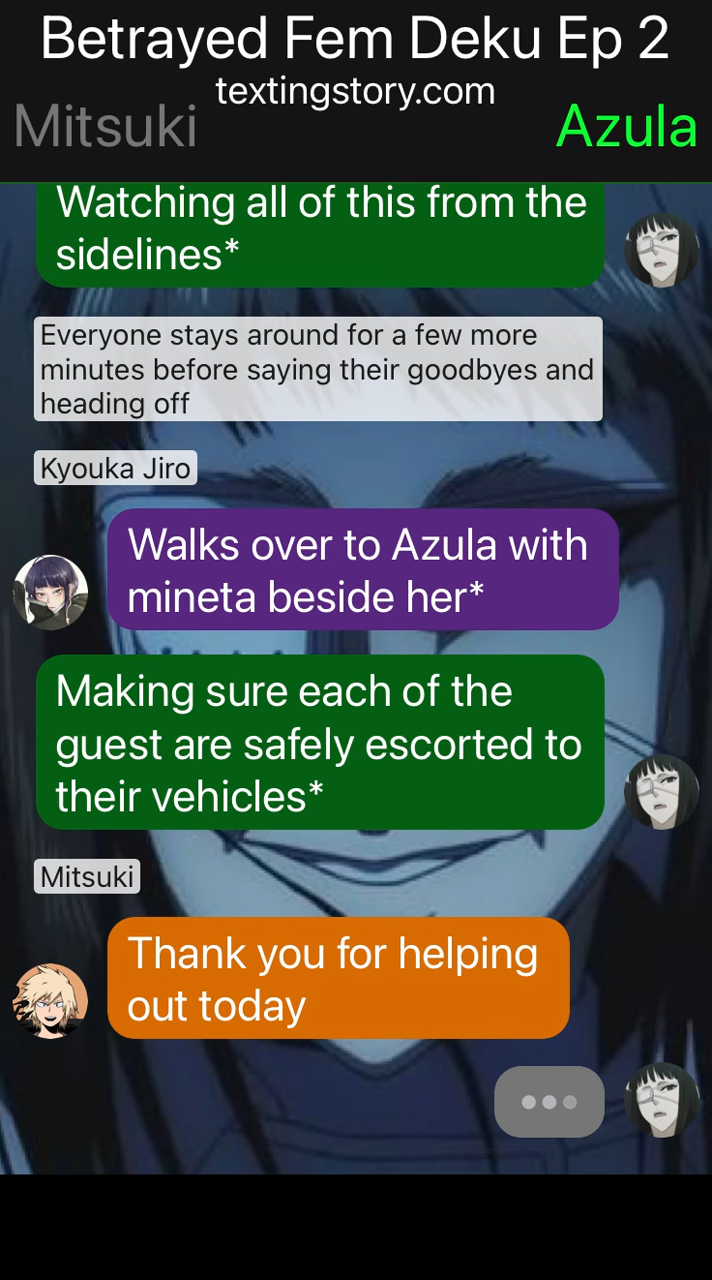 Betrayed Fem Deku Ep 2
textingstory.com
Mitsuki
Azula
Watching all of this from the
sidelines*
Everyone stays around for a few more
minutes before saying their goodbyes and
heading off
Kyouka Jiro
Walks over to Azula with
mineta beside her*
Making sure each of the
guest are safely escorted to
their vehicles*
Mitsuki
Thank you for helping
out today